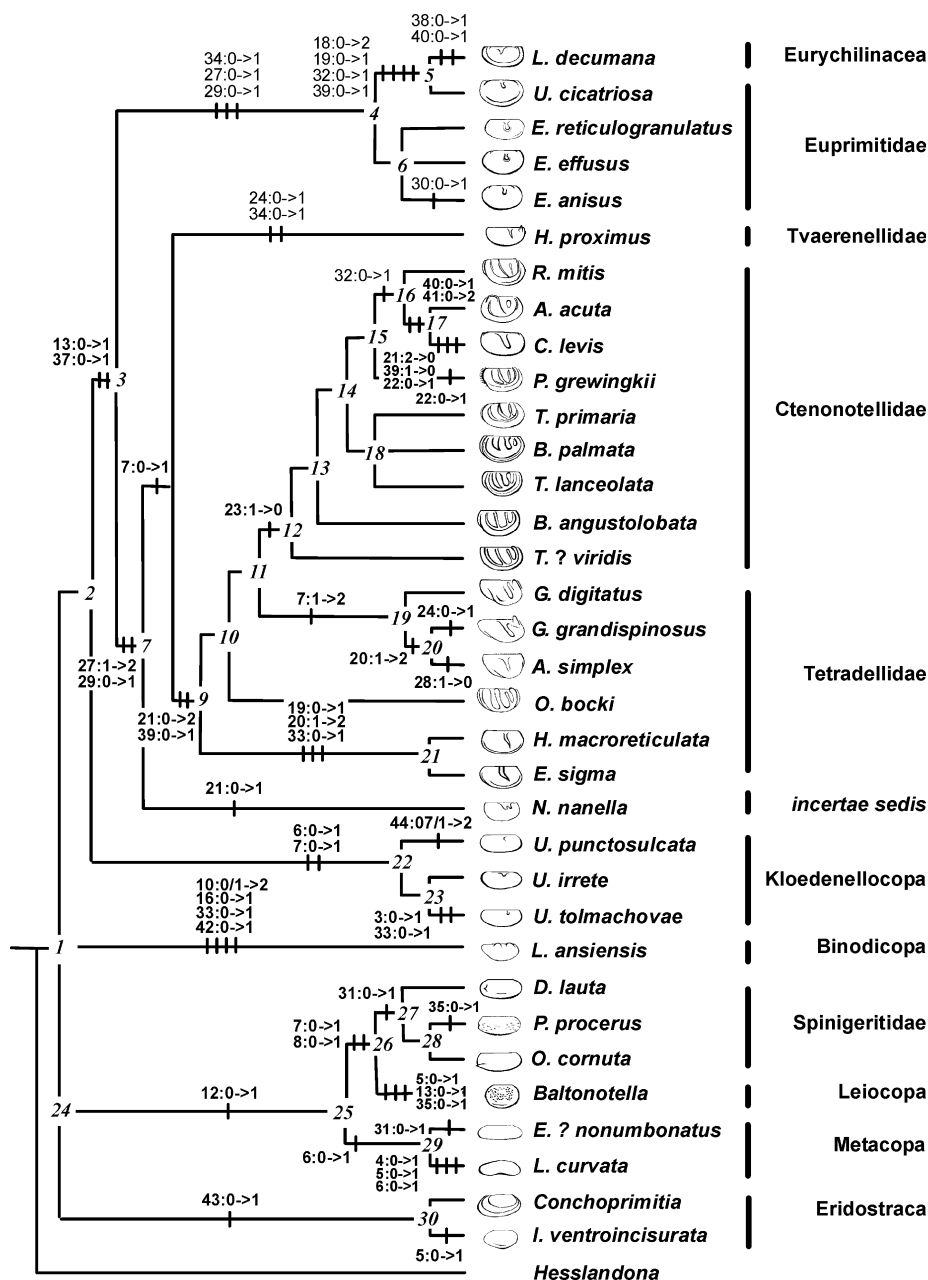 38:0->1
40:0->1
18:0->2
19:0->1
32:0->1
39:0->1
34:0->1
27:0->1
29:0->1
5
L. decumana
Eurychilinacea
U. cicatriosa
4
E. reticulogranulatus
Euprimitidae
6
E. effusus
30:0->1
E. anisus
24:0->1
34:0->1
H. proximus
Tvaerenellidae
R. mitis
32:0->1
16
40:0->1
41:0->2
A. acuta
17
15
C. levis
21:2->0
39:1->0
22:0->1
P. grewingkii
22:0->1
13:0->1
37:0->1
3
14
Ctenonotellidae
T. primaria
18
B. palmata
7:0->1
13
T. lanceolata
23:1->0
12
B. angustolobata
T. ? viridis
11
2
G. digitatus
7:1->2
19
24:0->1
G. grandispinosus
10
20
20:1->2
A. simplex
28:1->0
Tetradellidae
7
27:1->2
29:0->1
9
21:0->2
39:0->1
O. bocki
19:0->1
20:1->2
33:0->1
H. macroreticulata
21
E. sigma
21:0->1
N. nanella
incertae sedis
44:07/1->2
6:0->1
7:0->1
U. punctosulcata
22
U. irrete
Kloedenellocopa
23
10:0/1->2
16:0->1
33:0->1
42:0->1
3:0->1
33:0->1
U. tolmachovae
1
L. ansiensis
Binodicopa
31:0->1
D. lauta
27
35:0->1
P. procerus
Spinigeritidae
7:0->1
8:0->1
26
28
O. cornuta
5:0->1
13:0->1
35:0->1
Baltonotella
Leiocopa
12:0->1
24
25
31:0->1
E. ? nonumbonatus
Metacopa
29
6:0->1
4:0->1
5:0->1
6:0->1
L. curvata
43:0->1
Conchoprimitia
Eridostraca
30
I. ventroincisurata
5:0->1
Hesslandona